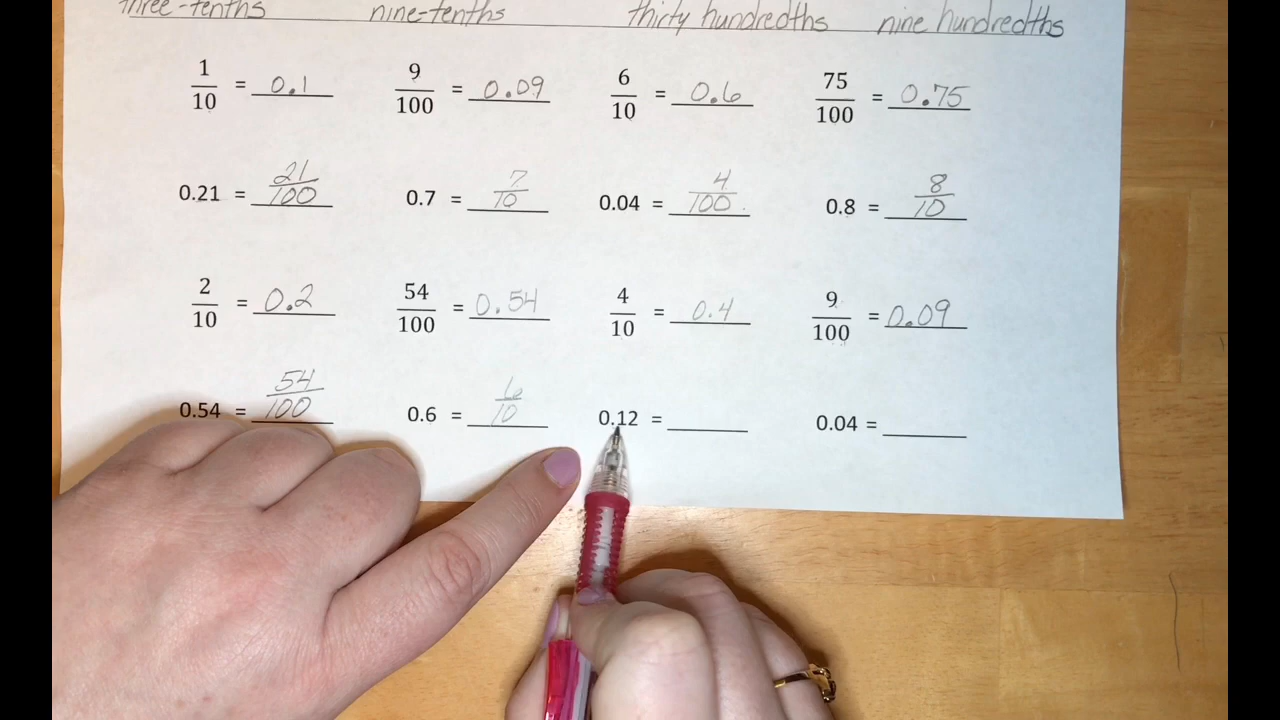 three-tenths nine-tenths thirty hundredths nine hundredths
1/10 = 0.1 9/100 = 0.09 6/10 = 0.6 75/100 = 0.75
0.21 = 21/100 0.7 = 7/10 0.04 = 4/100 0.8 = 8/10
2/10 = 0.2 54/100 = 0.54 4/10 = 0.4 9/100 = 0.09
0.54 = 54/100 0.6 = 6/10 0.12 = 0.04 =